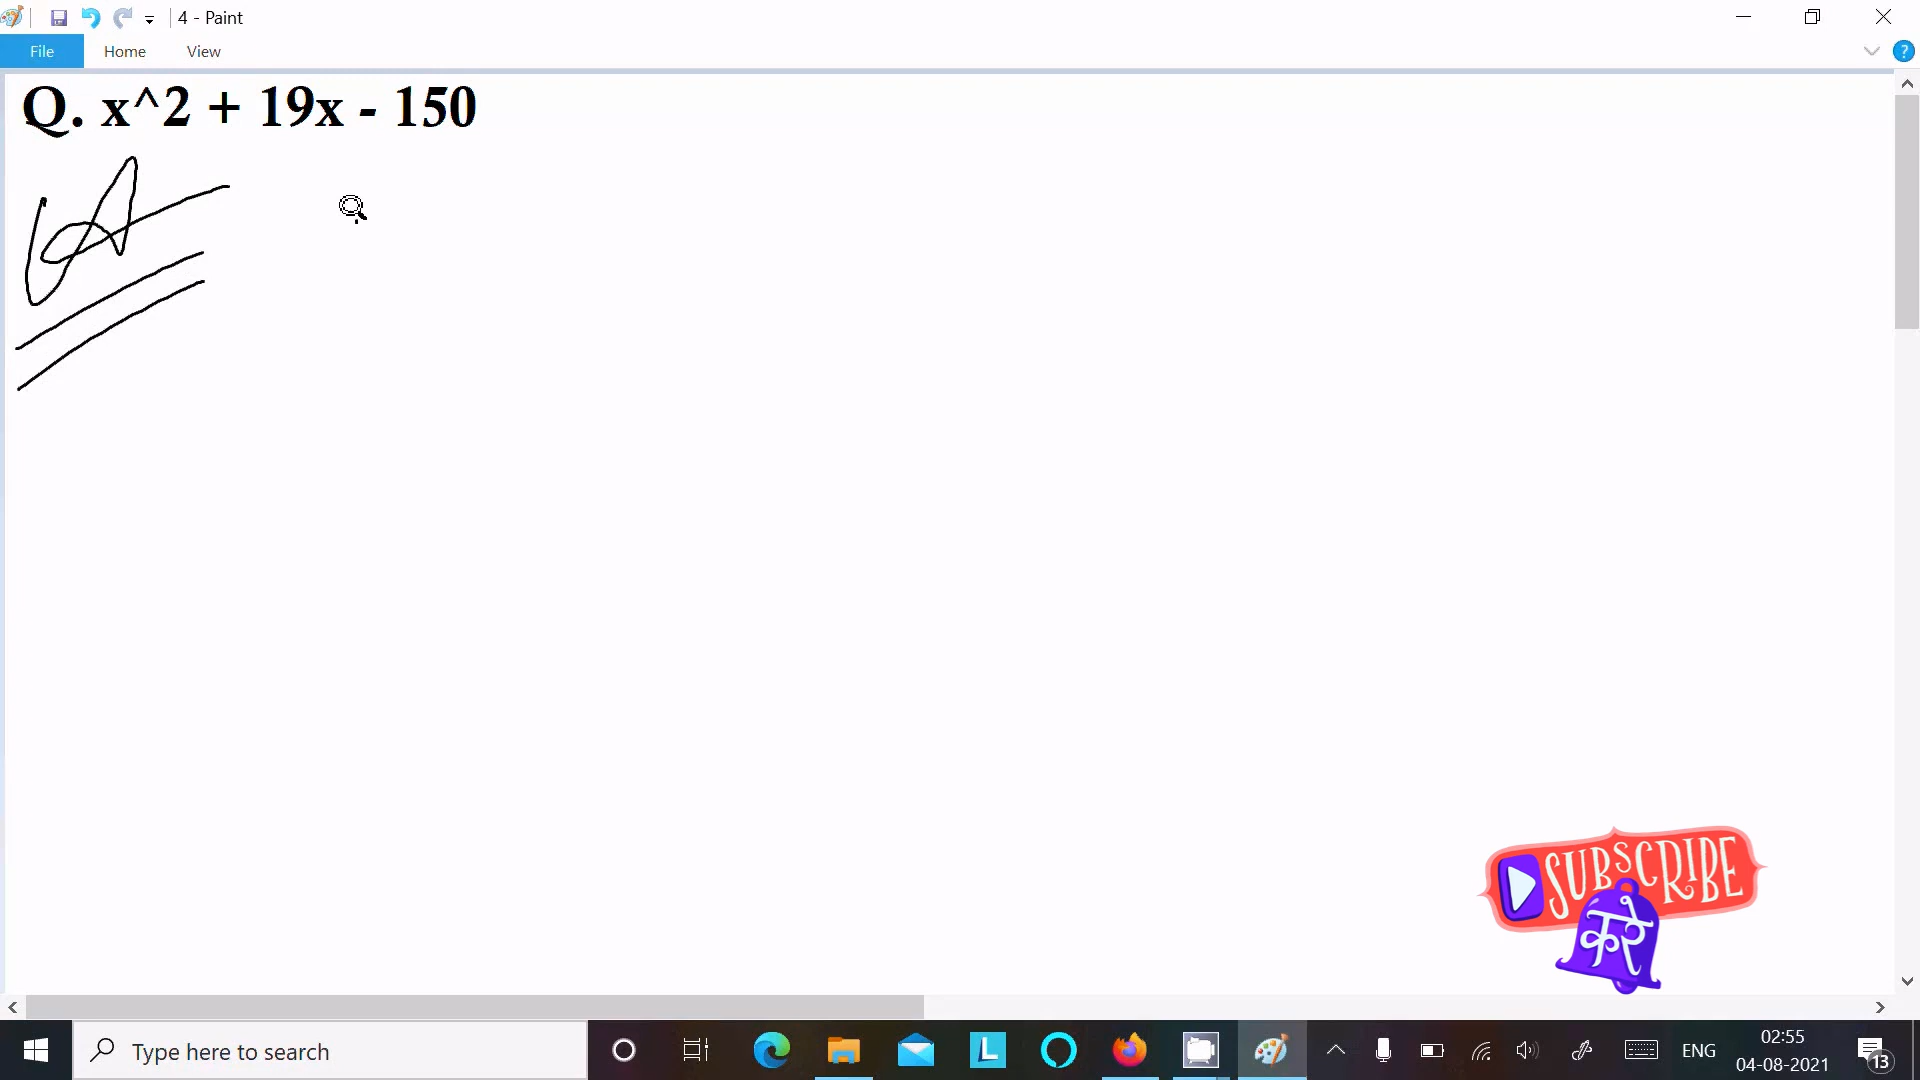 4 - Paint
File Home View
Q. x^2 + 19x - 150
A
SUBSCRIBE
करे
Type here to search
L
ENG
02:55
04-08-2021
13